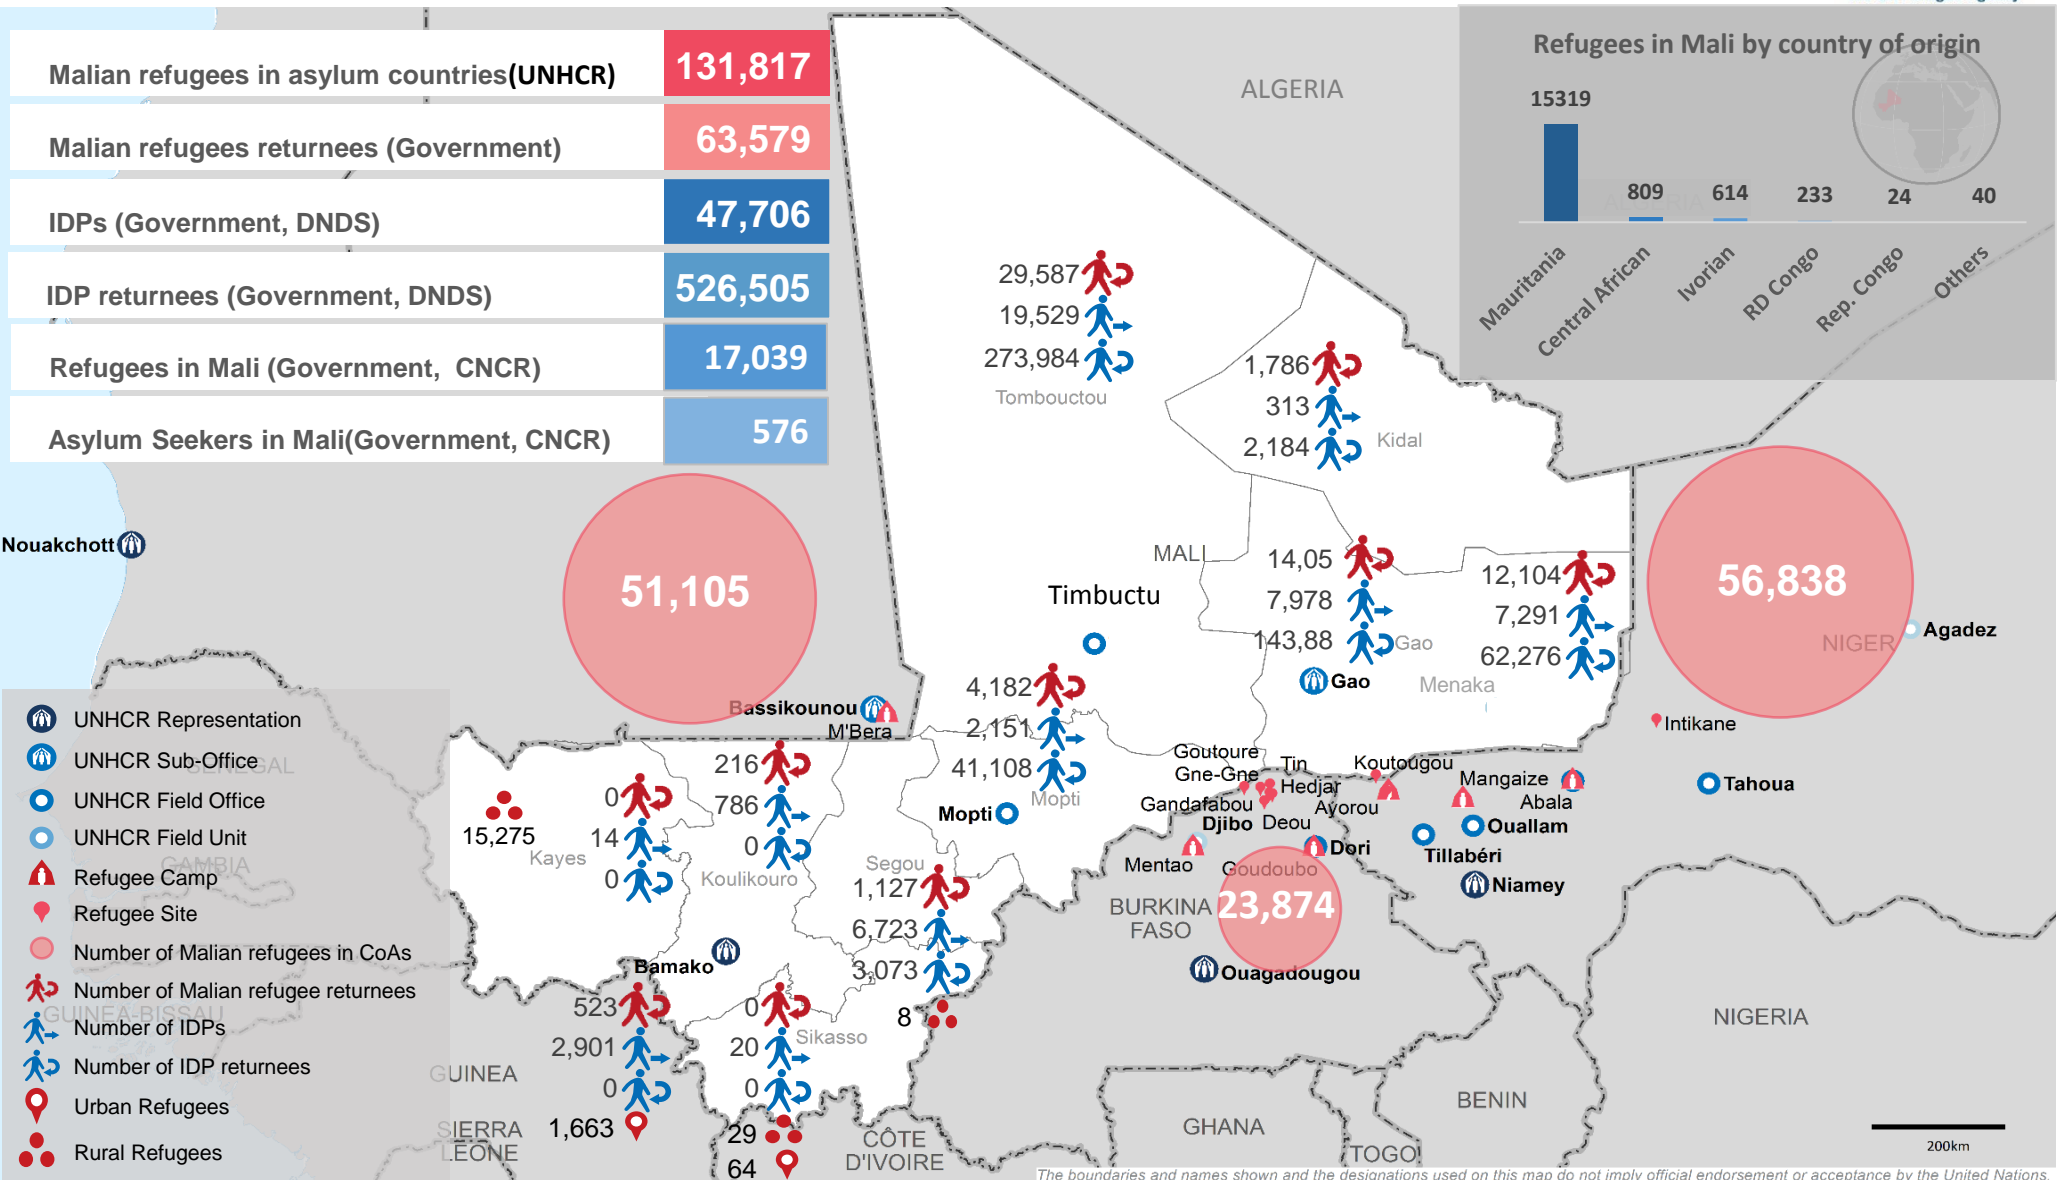 Malian refugees in asylum countries(UNHCR) 131,817
Malian refugees returnees (Government) 63,579
IDPs (Government, DNDS) 47,706
IDP returnees (Government, DNDS) 526,505
Refugees in Mali (Government, CNCR) 17,039
Asylum Seekers in Mali(Government, CNCR) 576
Refugees in Mali by country of origin
15319
809
614
233
24
40
Mauritania
Central African
Ivorian
RD Congo
Rep. Congo
Others
ALGERIA
ALGERIA
29,587
19,529
273,984
Tombouctou
1,786
313
2,184
Kidal
Nouakchott
51,105
MALI
Timbuctu
14,05
7,978
143,88
Gao
Gao
12,104
7,291
62,276
Menaka
56,838
NIGER
Agadez
Intikane
Tahoua
Bassikounou
M'Bera
4,182
2,151
41,108
Mopti
Mopti
Goutoure
Gne-Gne
Tin
Hedjar
Koutougou
Mangaize
Abala
Gandafabou
Ayorou
Djibo
Deou
Ouallam
Tillabéri
Mentao
Goudoubo
Dori
Niamey
BURKINA
FASO
23,874
Ouagadougou
15,275
0
14
0
Kayes
216
786
0
Koulikouro
Segou
1,127
6,723
3,073
8
Bamako
523
2,901
0
1,663
0
20
0
Sikasso
29
64
UNHCR Representation
UNHCR Sub-Office
UNHCR Field Office
UNHCR Field Unit
Refugee Camp
Refugee Site
Number of Malian refugees in CoAs
Number of Malian refugee returnees
Number of IDPs
Number of IDP returnees
Urban Refugees
Rural Refugees
SENEGAL
GAMBIA
GUINEA-BISSAU
GUINEA
SIERRA
LEONE
CÔTE
D'IVOIRE
GHANA
TOGO
BENIN
NIGERIA
200km
The boundaries and names shown and the designations used on this map do not imply official endorsement or acceptance by the United Nations.